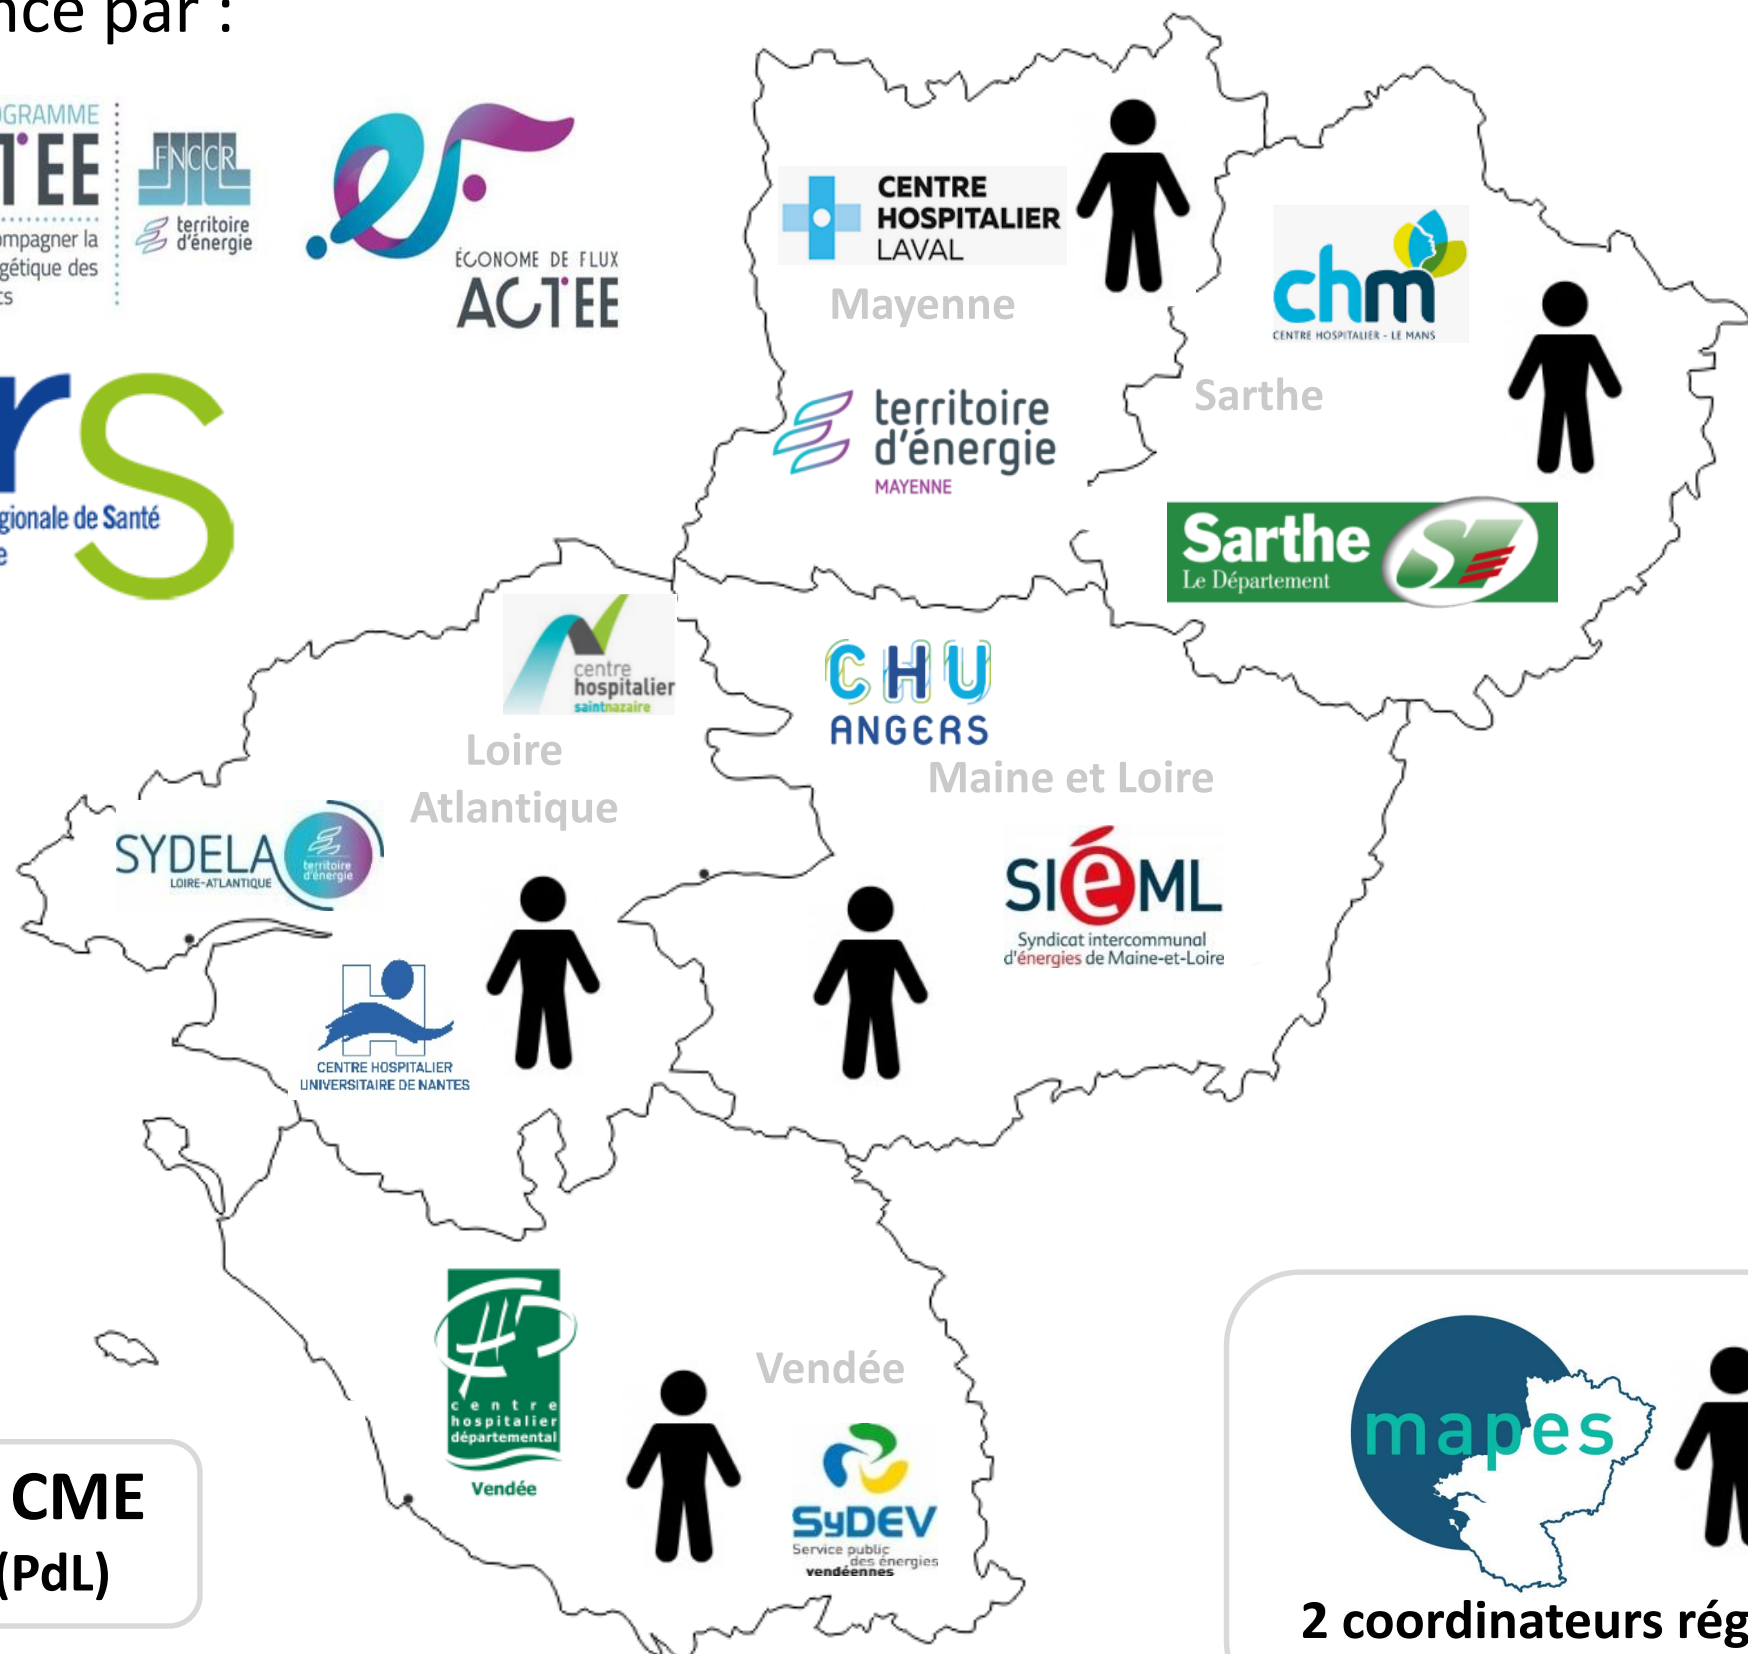 nce par :
OGRAMME
TEE
ompagner la
gétique des
ts
FNCCR
territoire
d'énergie
ef
ÉCONOME DE FLUX
ACTEE
rs
gionale de Santé
e
CENTRE
HOSPITALIER
LAVAL
Mayenne
territoire
d'énergie
MAYENNE
chm
CENTRE HOSPITALIER - LE MANS
Sarthe
Sarthe
Le Département
centre
hospitalier
saintnazaire
Loire
Atlantique
CHU
ANGERS
Maine et Loire
SYDELA
LOIRE-ATLANTIQUE
territoire
d'énergie
SIéML
Syndicat intercommunal
d'énergies de Maine-et-Loire
CENTRE HOSPITALIER
UNIVERSITAIRE DE NANTES
centre
hospitalier
départemental
Vendée
Vendée
SyDEV
Service public
des énergies
vendéennes
CME
(PdL)
mapes
2 coordinateurs rég